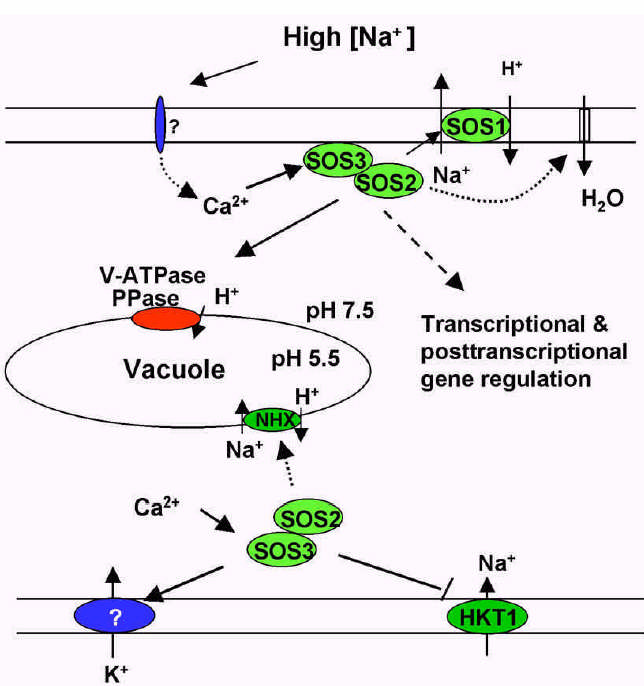 High [Na⁺]
H⁺
?
SOS1
SOS3
SOS2
Na⁺
Ca²⁺
H₂O
V-ATPase
PPase
H⁺
pH 7.5
Transcriptional &
posttranscriptional
gene regulation
Vacuole
pH 5.5
H⁺
NHX
Na⁺
Ca²⁺
SOS2
SOS3
Na⁺
?
HKT1
K⁺